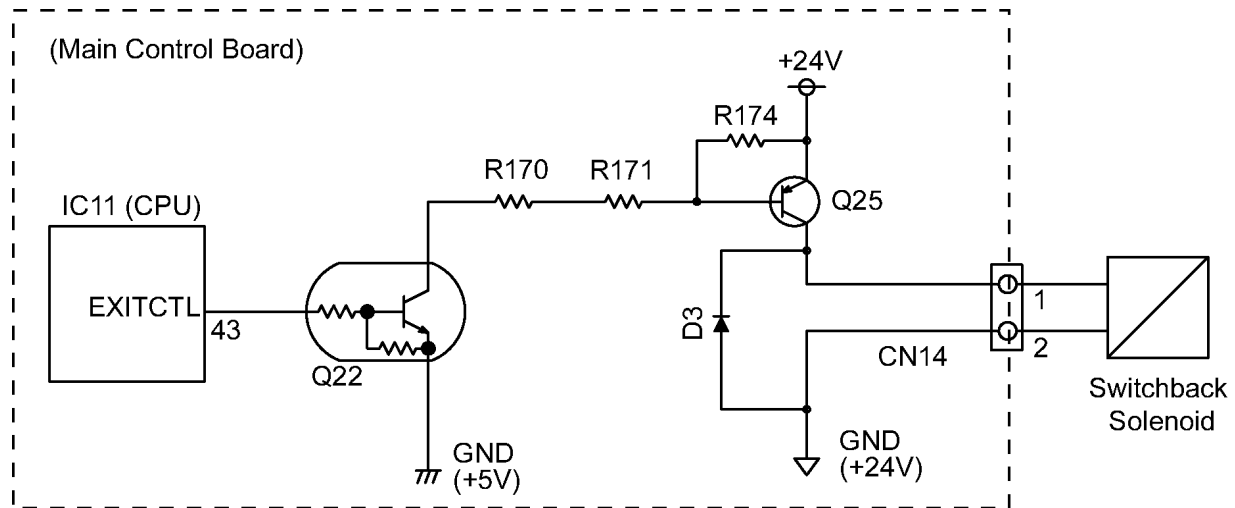 (Main Control Board)
+24V
R174
R170
R171
Q25
IC11 (CPU)
EXITCTL
43
Q22
D3
1
2
CN14
GND
(+5V)
GND
(+24V)
Switchback
Solenoid